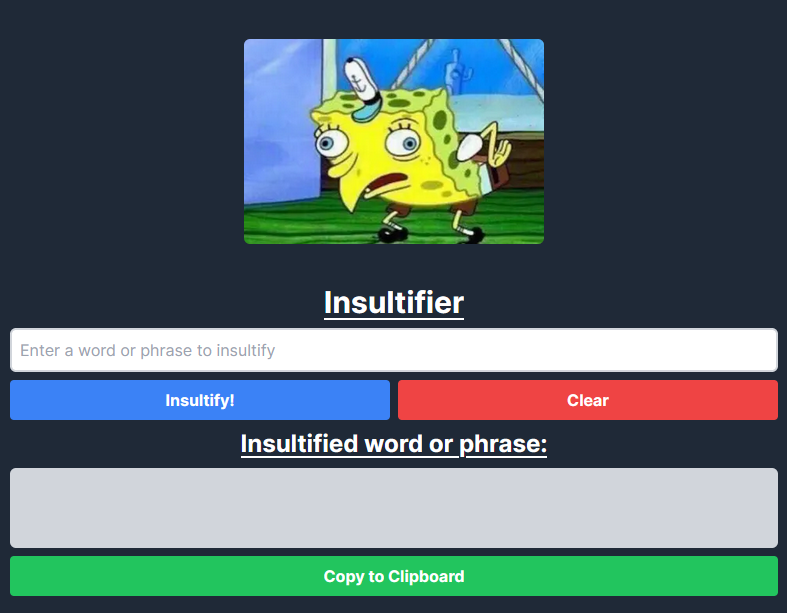 Insultifier
Enter a word or phrase to insultify
Insultify!
Clear
Insultified word or phrase:
Copy to Clipboard